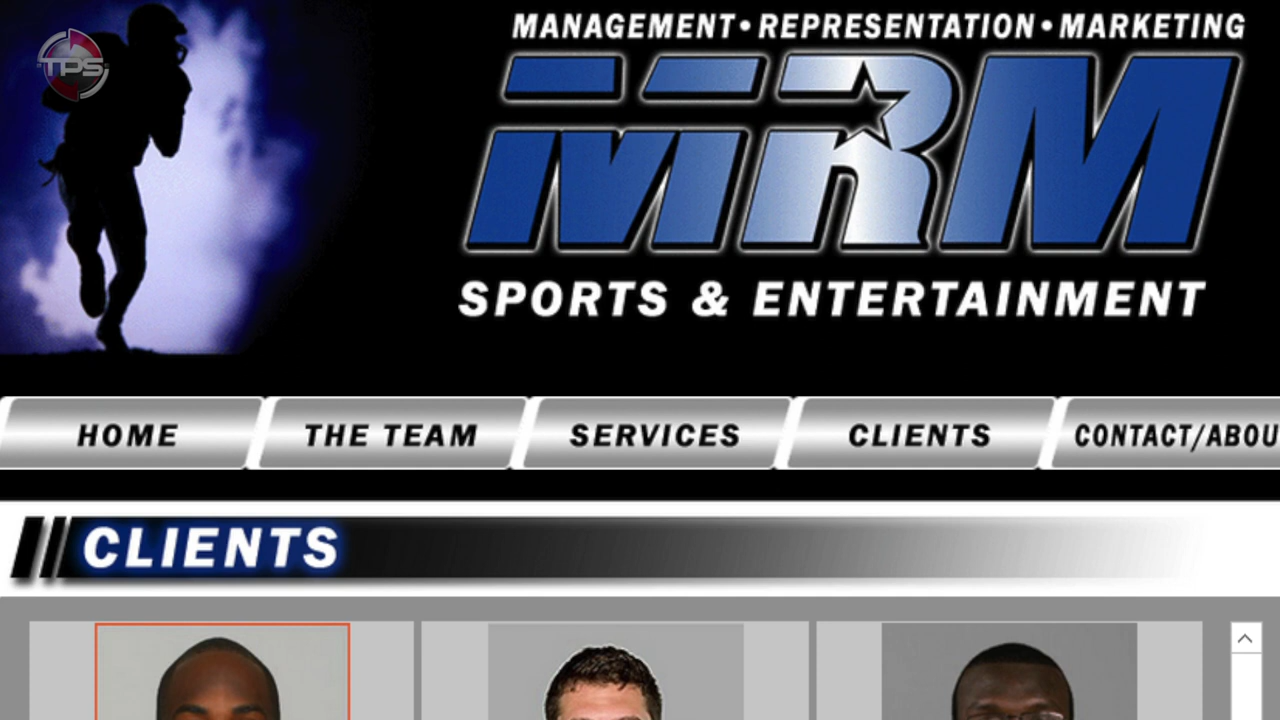 TPS
MANAGEMENT•REPRESENTATION•MARKETING
MRM
SPORTS & ENTERTAINMENT
HOME THE TEAM SERVICES CLIENTS CONTACT/ABOU
CLIENTS